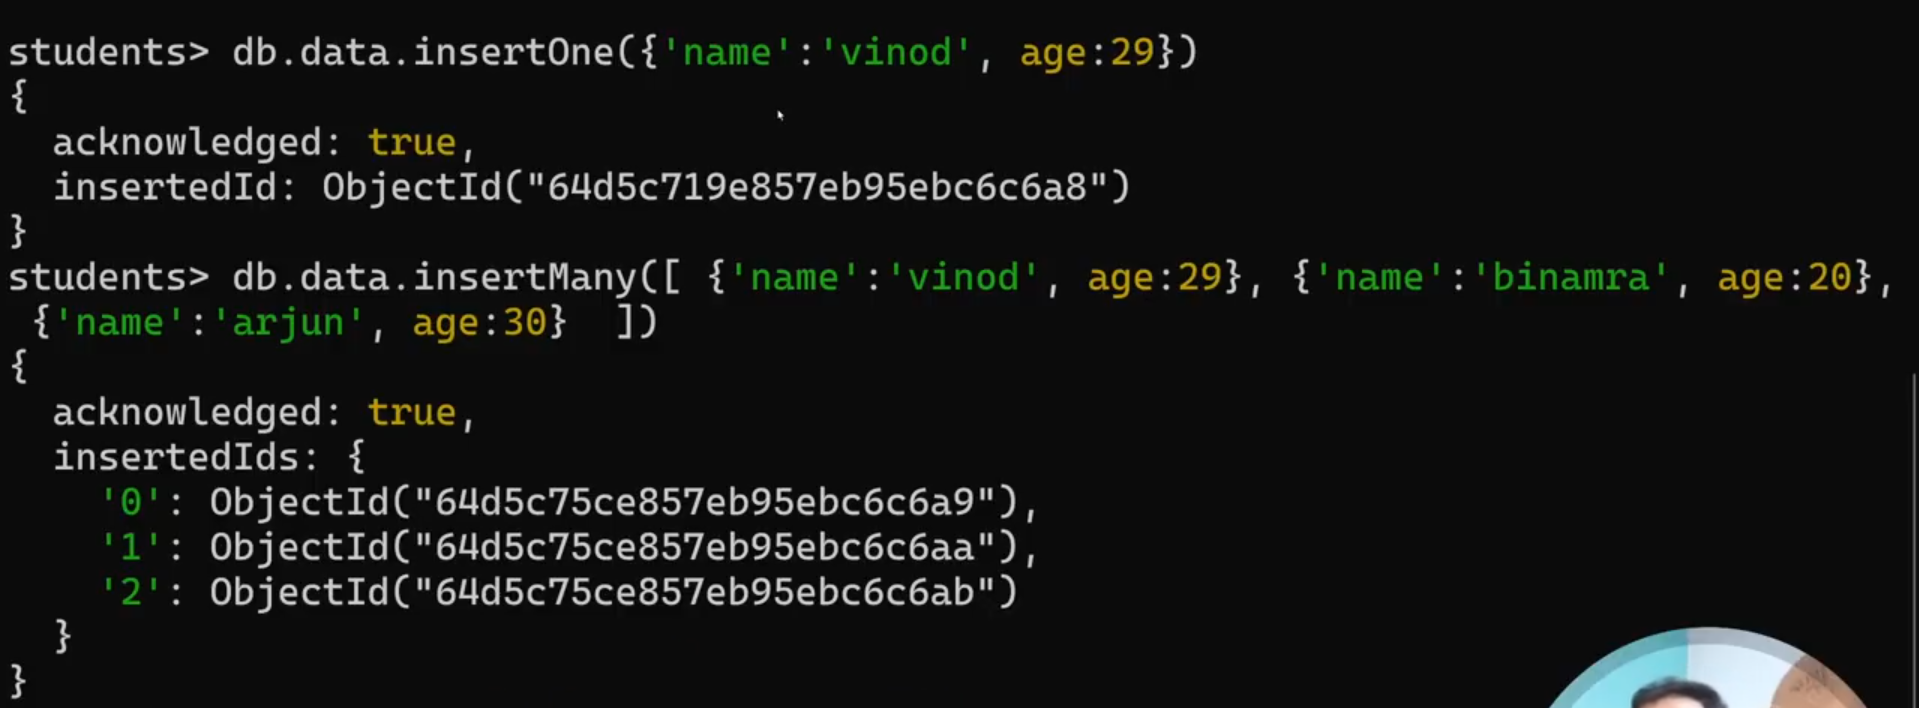 students> db.data.insertOne({'name':'vinod', age:29})
{
  acknowledged: true,
  insertedId: ObjectId("64d5c719e857eb95ebc6c6a8")
}
students> db.data.insertMany([ {'name':'vinod', age:29}, {'name':'binamra', age:20},
 {'name':'arjun', age:30}  ])
{
  acknowledged: true,
  insertedIds: {
    '0': ObjectId("64d5c75ce857eb95ebc6c6a9"),
    '1': ObjectId("64d5c75ce857eb95ebc6c6aa"),
    '2': ObjectId("64d5c75ce857eb95ebc6c6ab")
  }
}